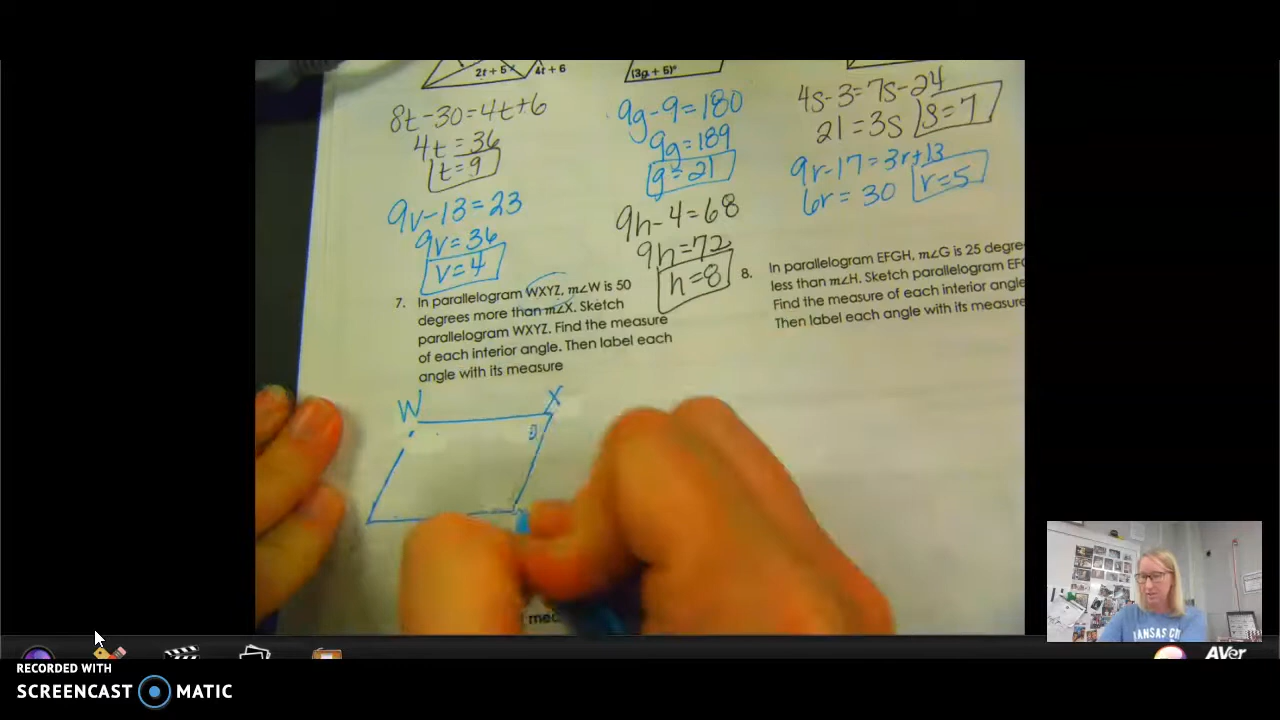 2t + 5
4t + 6
(3g + 6)°
8t-30=4t+6
4t = 36
t=9
9v-13=23
9v=36
v=4
9g-9=180
9g=189
g=21
9h-4=68
9h=72
h=8
4s-3=7s-24
21=3s
s=7
9r-17=3r+13
6r=30
r=5
7. In parallelogram WXYZ, m∠W is 50
degrees more than m∠X. Sketch
parallelogram WXYZ. Find the measure
of each interior angle. Then label each
angle with its measure
8. In parallelogram EFGH, m∠G is 25 degre
less than m∠H. Sketch parallelogram EF
Find the measure of each interior angle
Then label each angle with its measure
W X
KANSAS CI
RECORDED WITH
SCREENCAST MATIC
AVer